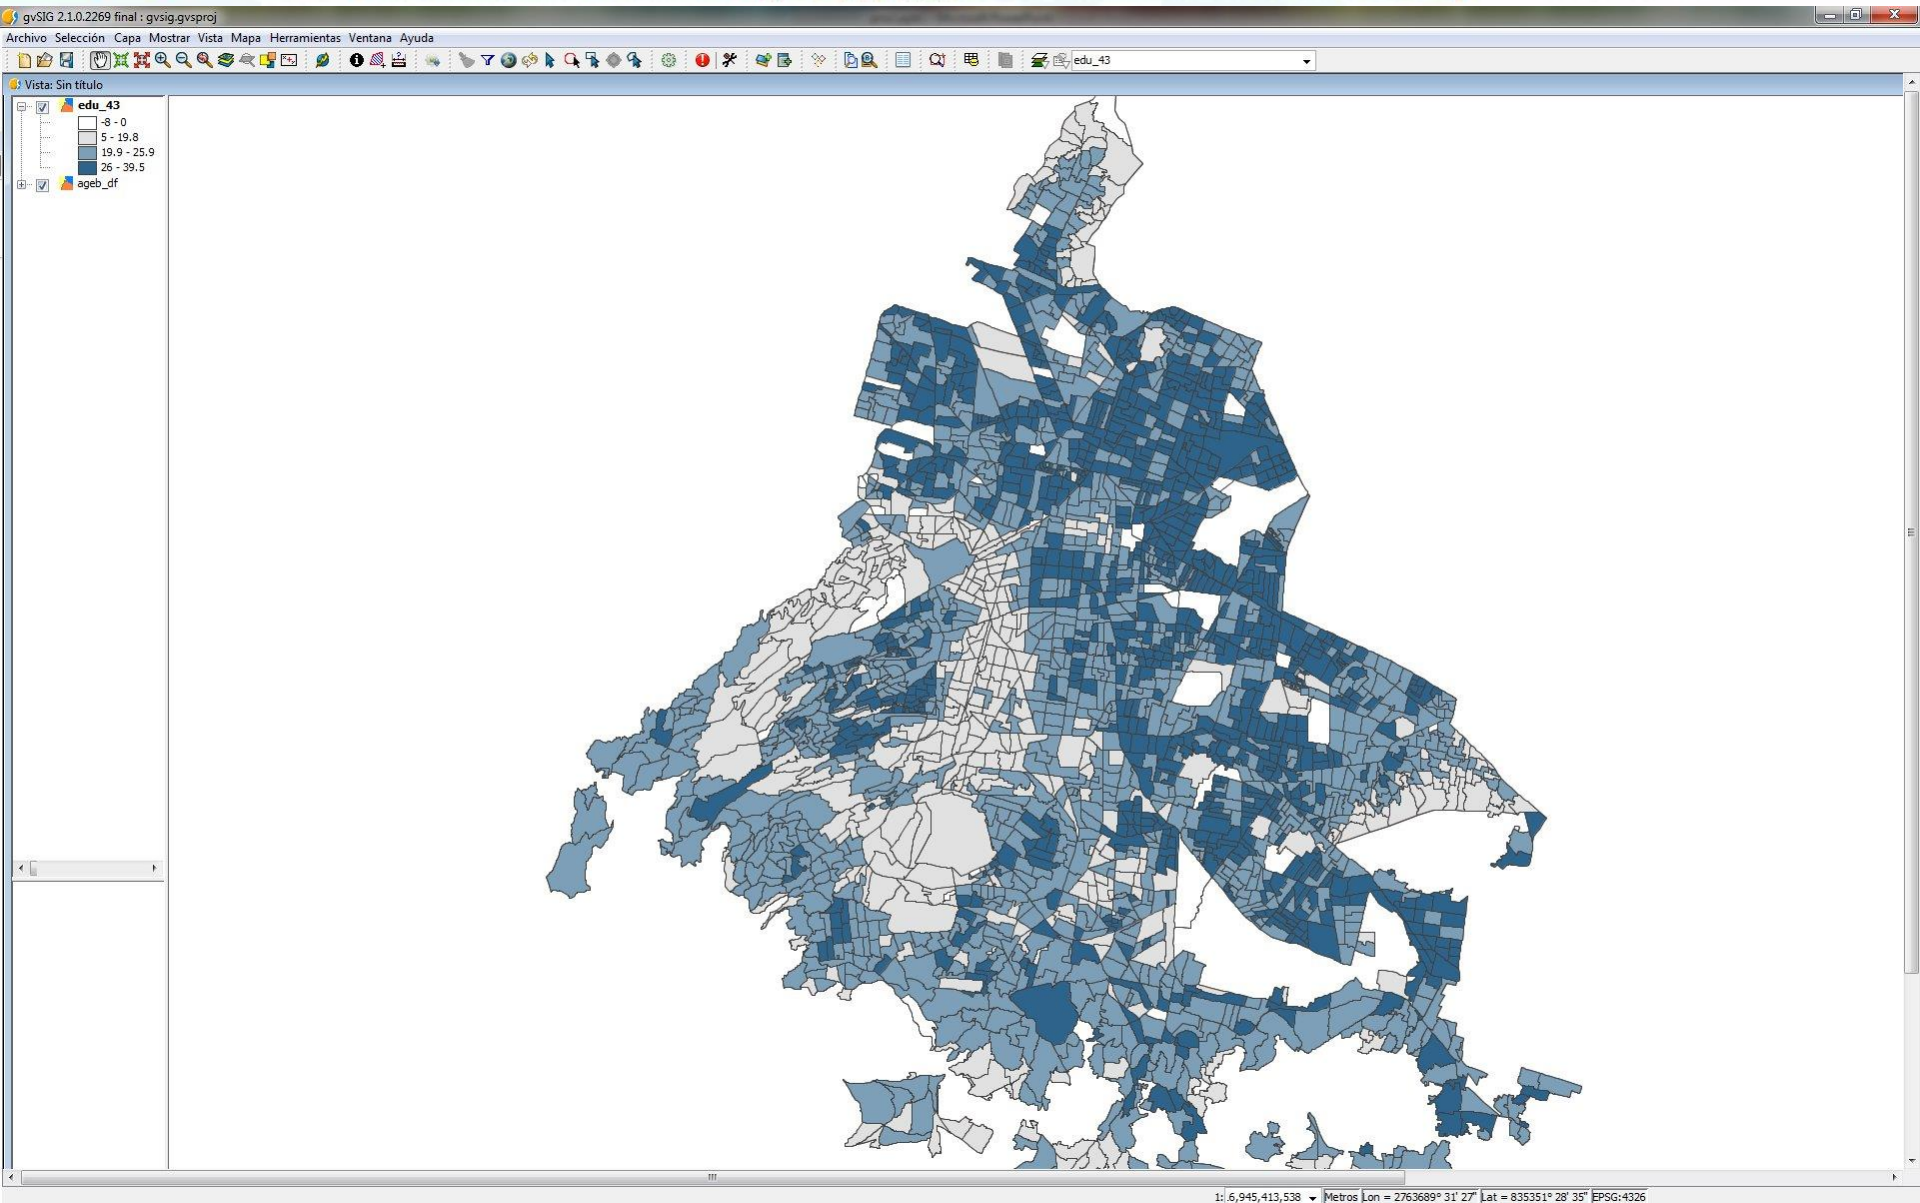 gvSIG 2.1.0.2269 final : gvsig.gvsproj
Archivo Selección Capa Mostrar Vista Mapa Herramientas Ventana Ayuda
edu_43
Vista: Sin título
edu_43
-8 - 0
5 - 19.8
19.9 - 25.9
26 - 39.5
ageb_df
1: .6,945,413,538 Metros Lon = 2763689° 31' 27" Lat = 835351° 28' 35" EPSG:4326